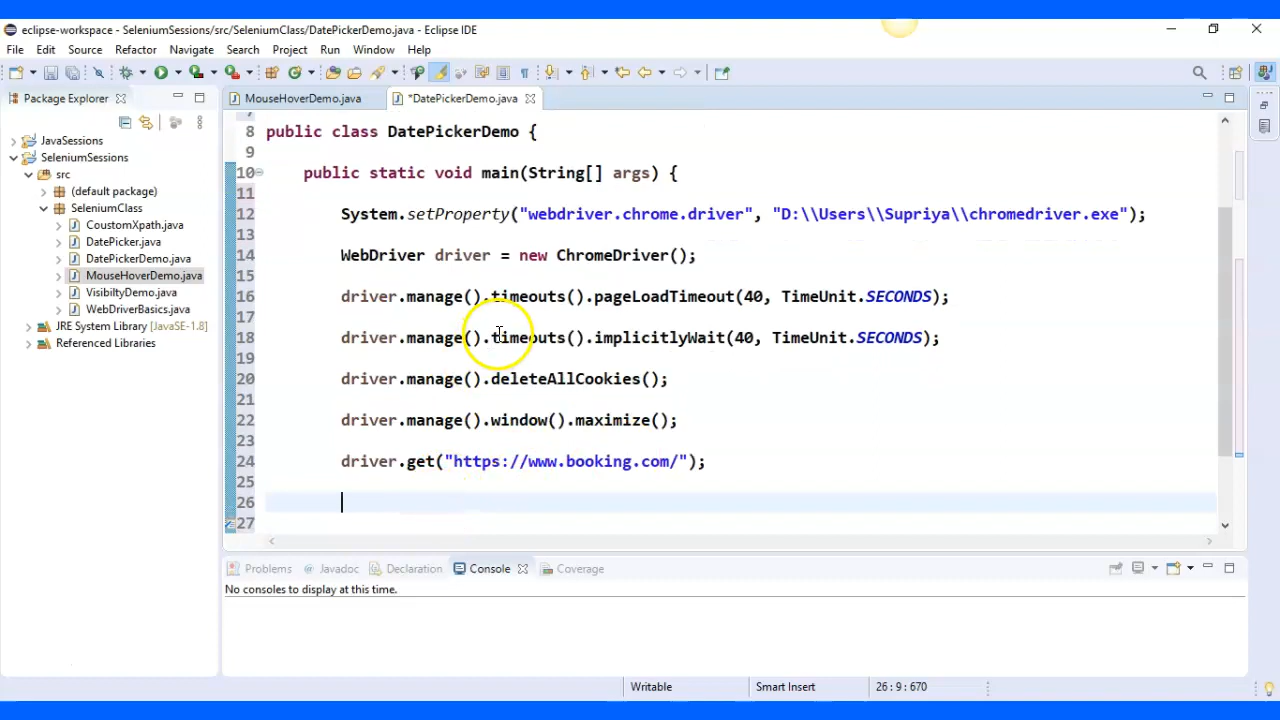 eclipse-workspace - SeleniumSessions/src/SeleniumClass/DatePickerDemo.java - Eclipse IDE
File Edit Source Refactor Navigate Search Project Run Window Help
Package Explorer
JavaSessions
SeleniumSessions
src
(default package)
SeleniumClass
CoustomXpath.java
DatePicker.java
DatePickerDemo.java
MouseHoverDemo.java
VisibiltyDemo.java
WebDriverBasics.java
JRE System Library [JavaSE-1.8]
Referenced Libraries
MouseHoverDemo.java *DatePickerDemo.java
7
8 public class DatePickerDemo {
9
10 public static void main(String[] args) {
11
12 System.setProperty("webdriver.chrome.driver", "D:\\Users\\Supriya\\chromedriver.exe");
13
14 WebDriver driver = new ChromeDriver();
15
16 driver.manage().timeouts().pageLoadTimeout(40, TimeUnit.SECONDS);
17
18 driver.manage().timeouts().implicitlyWait(40, TimeUnit.SECONDS);
19
20 driver.manage().deleteAllCookies();
21
22 driver.manage().window().maximize();
23
24 driver.get("https://www.booking.com/");
25
26
27
Problems Javadoc Declaration Console Coverage
No consoles to display at this time.
Writable Smart Insert 26 : 9 : 670